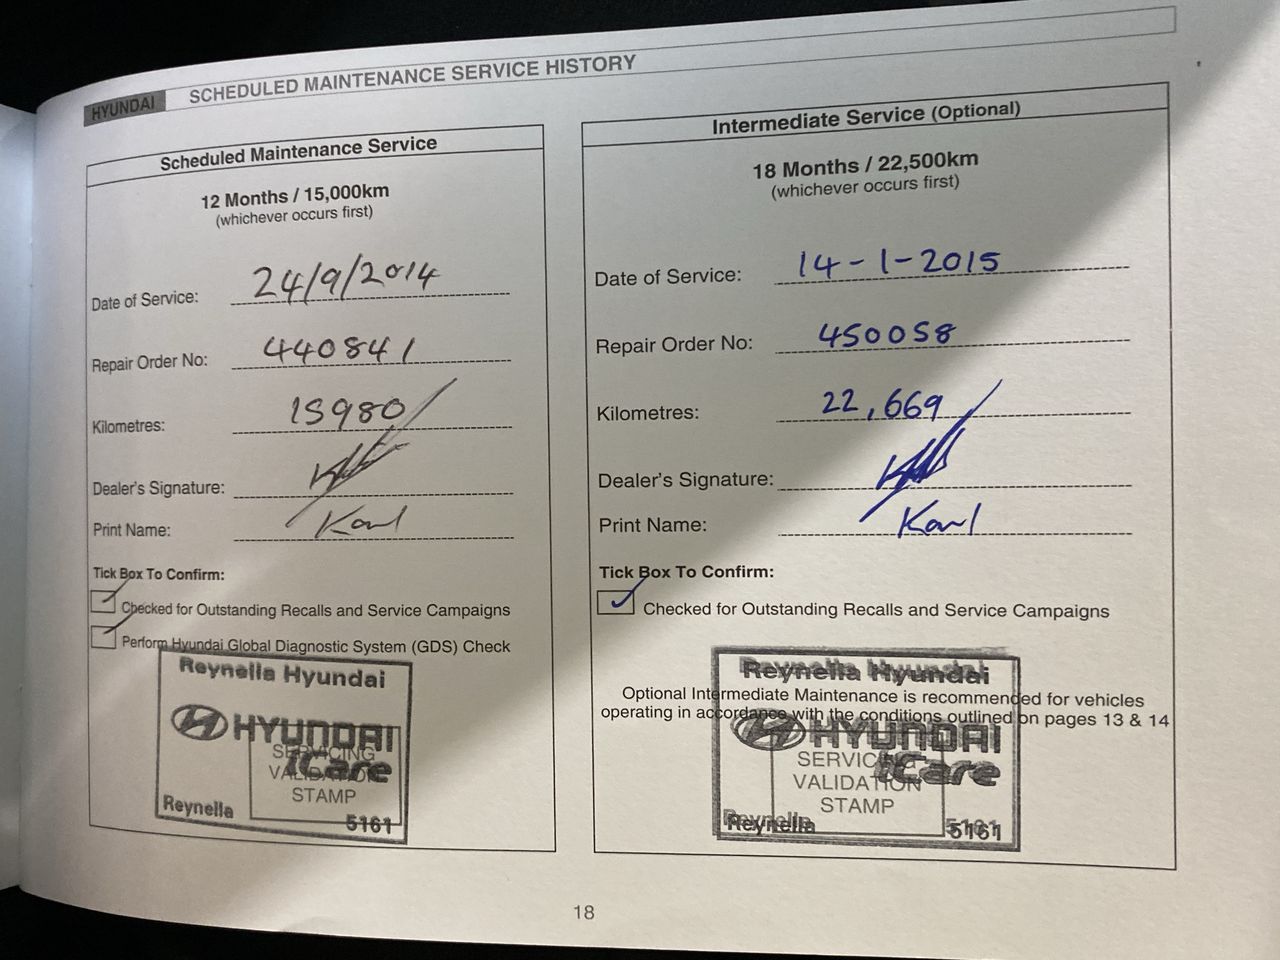 HYUNDAI SCHEDULED MAINTENANCE SERVICE HISTORY
Scheduled Maintenance Service
12 Months / 15,000km
(whichever occurs first)
Date of Service: 24/9/2014
Repair Order No: 440841
Kilometres: 15980
Dealer's Signature:
Print Name: Karl
Tick Box To Confirm:
Checked for Outstanding Recalls and Service Campaigns
Perform Hyundai Global Diagnostic System (GDS) Check
Reynella Hyundai
HYUNDAI
iCare
SERVICING
VALIDATION
STAMP
Reynella 5161
Intermediate Service (Optional)
18 Months / 22,500km
(whichever occurs first)
Date of Service: 14-1-2015
Repair Order No: 450058
Kilometres: 22,669
Dealer's Signature:
Print Name: Karl
Tick Box To Confirm:
Checked for Outstanding Recalls and Service Campaigns
Reynella Hyundai
Optional Intermediate Maintenance is recommended for vehicles
operating in accordance with the conditions outlined on pages 13 & 14
HYUNDAI
iCare
SERVICING
VALIDATION
STAMP
Reynella 5161
18